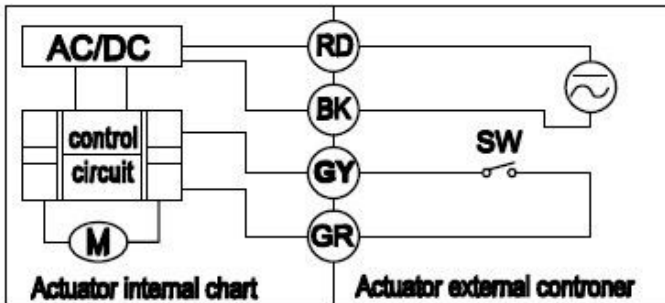 AC/DC
RD
BK
control
circuit
GY
SW
GR
M
Actuator internal chart
Actuator external controner